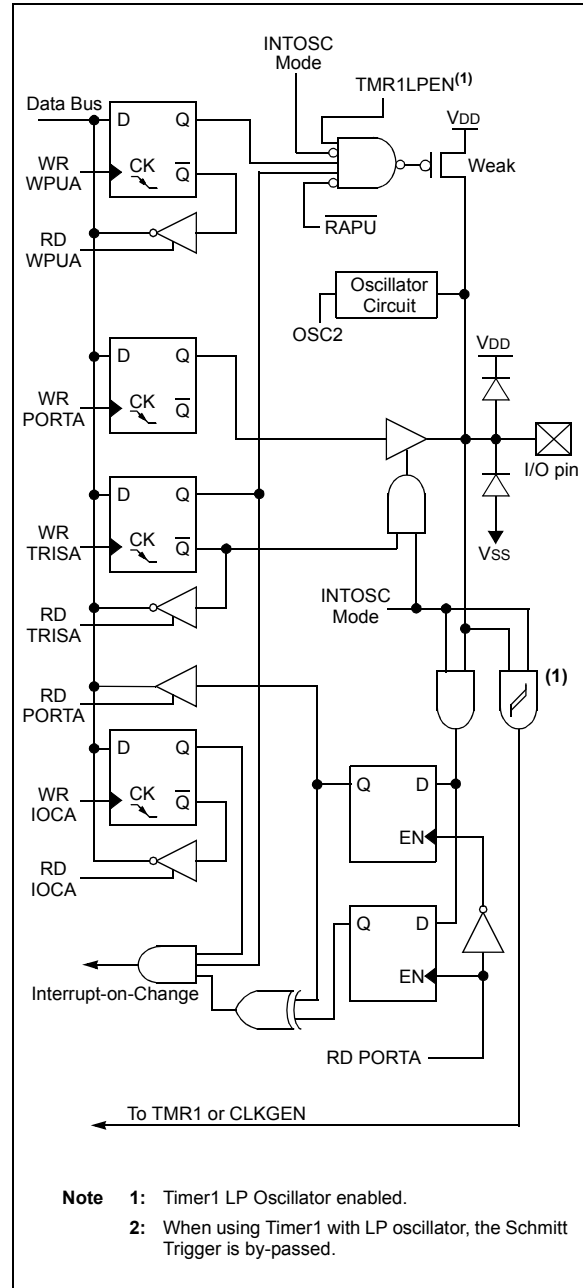 INTOSC
Mode
TMR1LPEN(1)
Data Bus
D Q
VDD
WR
WPUA
CK Q
Weak
RD
WPUA
RAPU
Oscillator
Circuit
OSC2
VDD
D Q
WR
PORTA
CK Q
I/O pin
D Q
WR
TRISA
CK Q
VSS
INTOSC
Mode
RD
TRISA
(1)
RD
PORTA
D Q
Q D
WR
IOCA
CK Q
EN
RD
IOCA
Q D
Interrupt-on-Change
EN
RD PORTA
To TMR1 or CLKGEN
Note 1: Timer1 LP Oscillator enabled.
2: When using Timer1 with LP oscillator, the Schmitt
Trigger is by-passed.